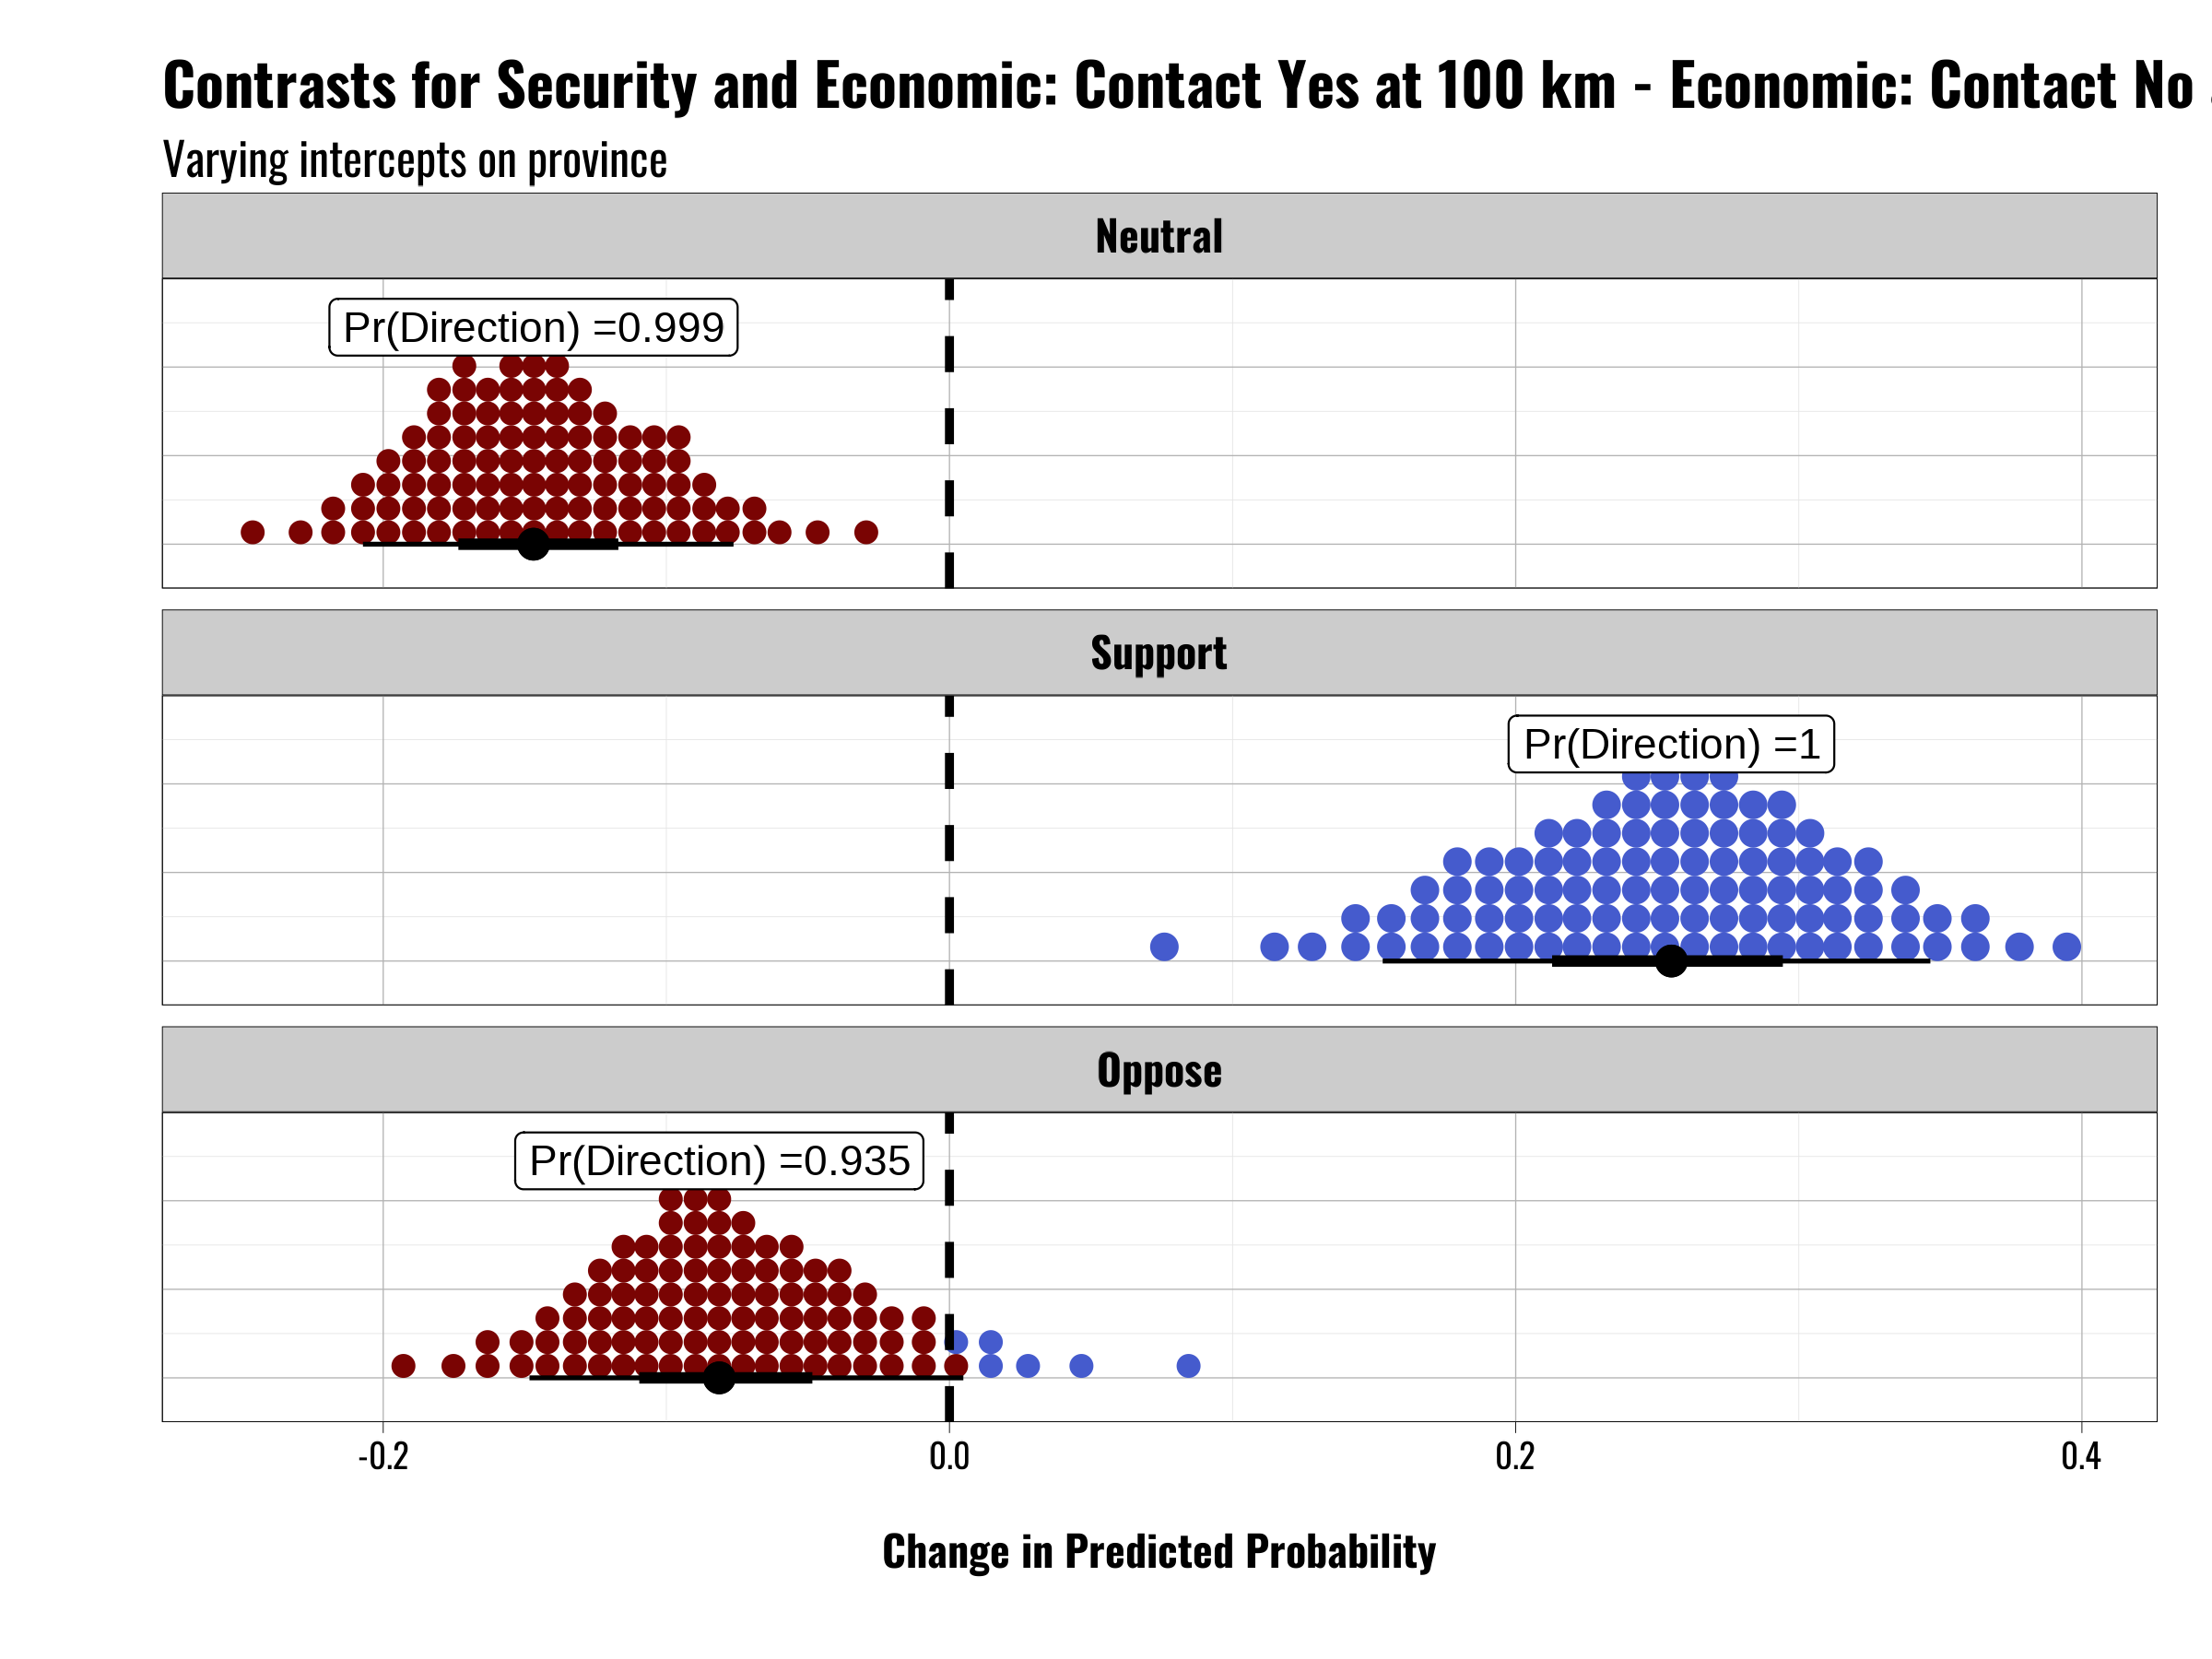 Contrasts for Security and Economic: Contact Yes at 100 km - Economic: Contact No
Varying intercepts on province
Neutral
Pr(Direction) =0.999
Support
Pr(Direction) =1
Oppose
Pr(Direction) =0.935
-0.2 0.0 0.2 0.4
Change in Predicted Probability